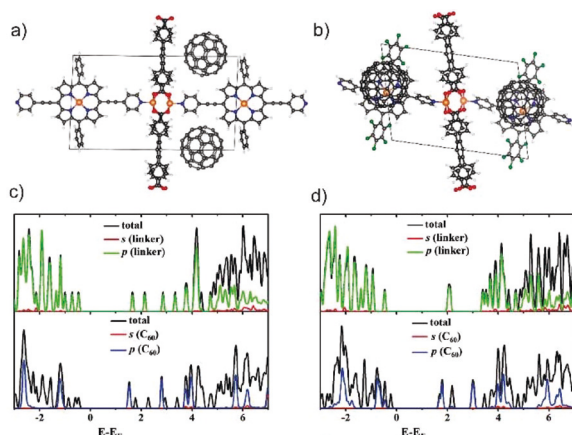 a)
b)
c)
total
s (linker)
p (linker)
total
s (C60)
p (C60)
-2 0 2 4 6
E-EF
d)
total
s (linker)
p (linker)
total
s (C60)
p (C60)
-2 0 2 4 6